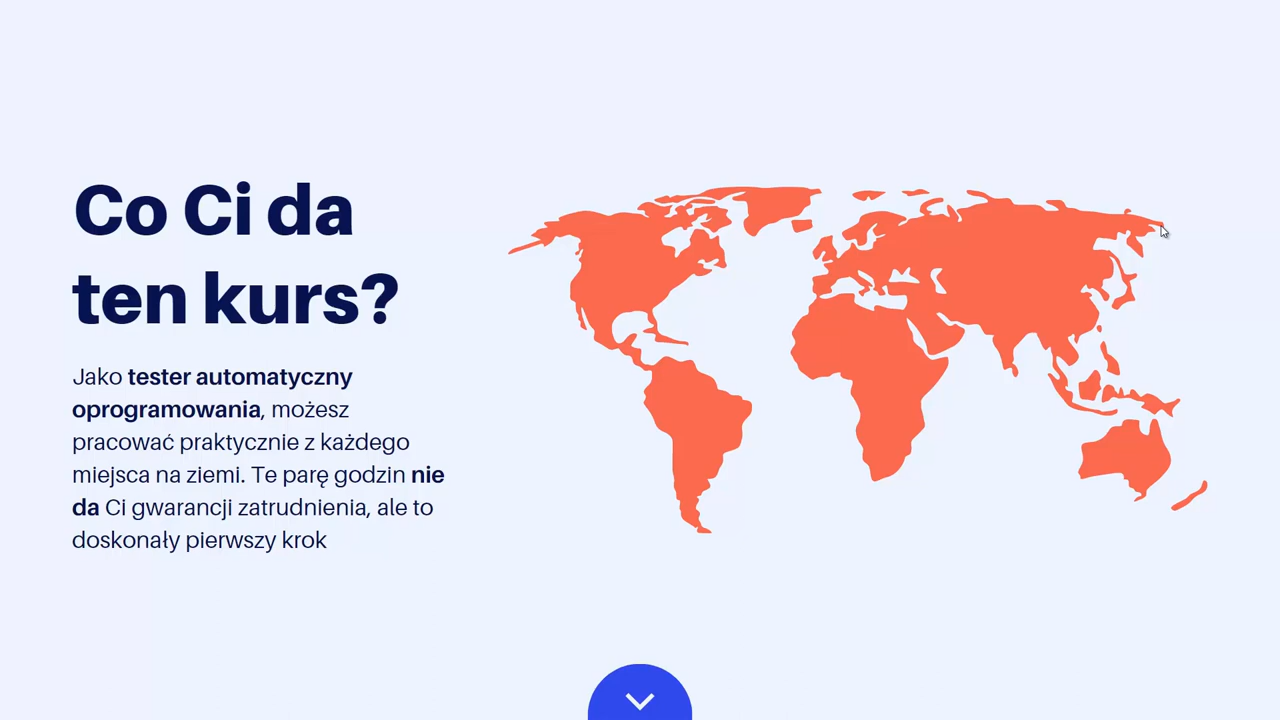 Co Ci da
ten kurs?
Jako tester automatyczny
oprogramowania, możesz
pracować praktycznie z każdego
miejsca na ziemi. Te parę godzin nie
da Ci gwarancji zatrudnienia, ale to
doskonały pierwszy krok